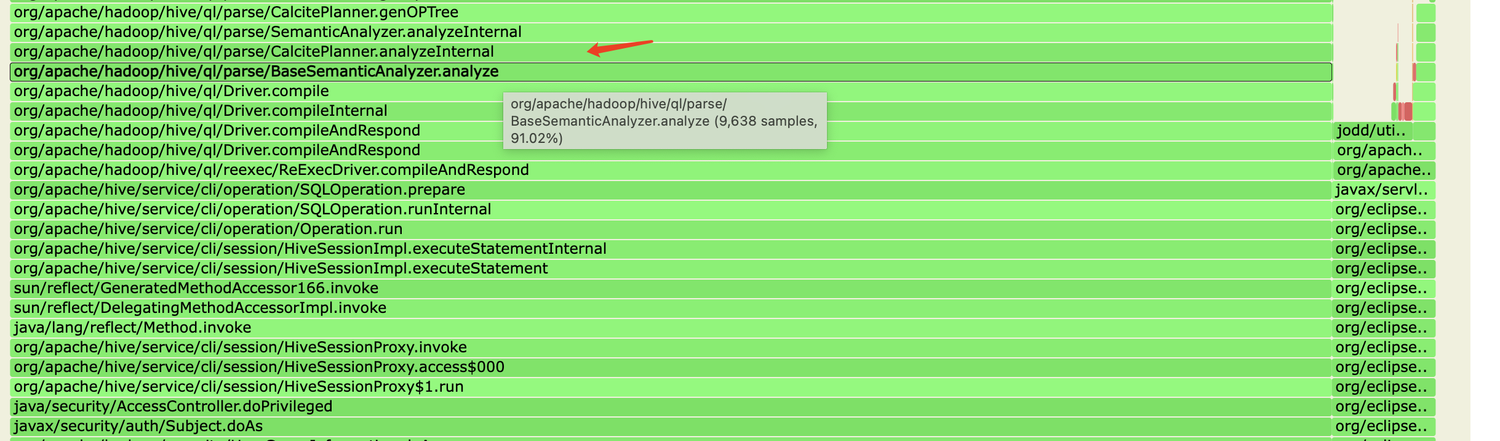 org/apache/hadoop/hive/ql/parse/CalcitePlanner.genOPTree
org/apache/hadoop/hive/ql/parse/SemanticAnalyzer.analyzeInternal
org/apache/hadoop/hive/ql/parse/CalcitePlanner.analyzeInternal
org/apache/hadoop/hive/ql/parse/BaseSemanticAnalyzer.analyze
org/apache/hadoop/hive/ql/Driver.compile
org/apache/hadoop/hive/ql/parse/
BaseSemanticAnalyzer.analyze (9,638 samples,
91.02%)
org/apache/hadoop/hive/ql/Driver.compileInternal
org/apache/hadoop/hive/ql/Driver.compileAndRespond
jodd/uti..
org/apache/hadoop/hive/ql/Driver.compileAndRespond
org/apach..
org/apache/hadoop/hive/ql/reexec/ReExecDriver.compileAndRespond
org/apache..
org/apache/hive/service/cli/operation/SQLOperation.prepare
javax/servl..
org/apache/hive/service/cli/operation/SQLOperation.runInternal
org/eclipse..
org/apache/hive/service/cli/operation/Operation.run
org/eclipse..
org/apache/hive/service/cli/session/HiveSessionImpl.executeStatementInternal
org/eclipse..
org/apache/hive/service/cli/session/HiveSessionImpl.executeStatement
org/eclipse..
sun/reflect/GeneratedMethodAccessor166.invoke
org/eclipse..
sun/reflect/DelegatingMethodAccessorImpl.invoke
org/eclipse..
java/lang/reflect/Method.invoke
org/eclipse..
org/apache/hive/service/cli/session/HiveSessionProxy.invoke
org/eclipse..
org/apache/hive/service/cli/session/HiveSessionProxy.access$000
org/eclipse..
org/apache/hive/service/cli/session/HiveSessionProxy$1.run
org/eclipse..
java/security/AccessController.doPrivileged
org/eclipse..
javax/security/auth/Subject.doAs
org/eclipse..